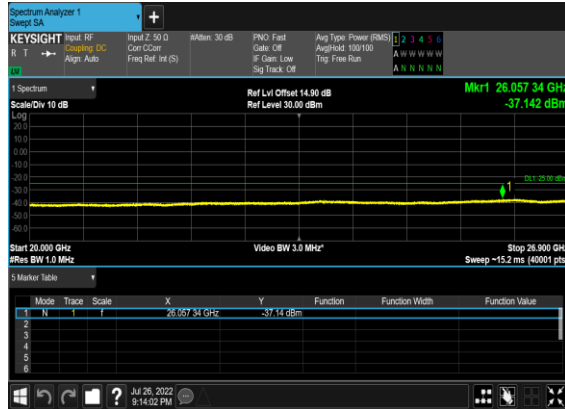 Spectrum Analyzer 1
Swept SA
+
KEYSIGHT Input: RF Input Z: 50 Ω #Atten: 30 dB PNO: Fast Avg Type: Power (RMS) 1 2 3 4 5 6
R T Coupling: DC Corr CCorr Gate: Off Avg|Hold: 100/100 A W W W W W
Align: Auto Freq Ref: Int (S) IF Gain: Low Trig: Free Run
Sig Track: Off A N N N N N
1 Spectrum Ref Lvl Offset 14.90 dB Mkr1 26.057 34 GHz
Scale/Div 10 dB Ref Level 30.00 dBm -37.142 dBm
Log
20.0
10.0
0.00
-10.0
-20.0 DL1 -25.00 dBm
-30.0 1
-40.0
-50.0
-60.0
Start 20.000 GHz Video BW 3.0 MHz* Stop 26.900 GHz
#Res BW 1.0 MHz Sweep ~15.2 ms (40001 pts)
5 Marker Table
Mode Trace Scale X Y Function Function Width Function Value
1 N 1 f 26.057 34 GHz -37.14 dBm
2
3
4
5
6
? Jul 26, 2022
9:14:02 PM